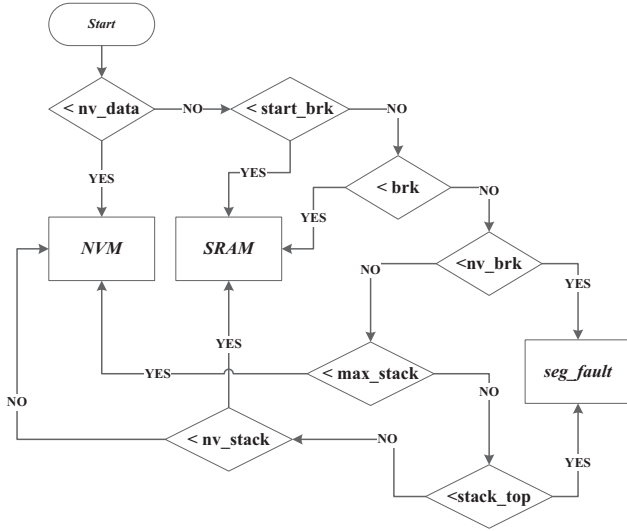 Start
< nv_data
NO
< start_brk
NO
YES
YES
< brk
NO
YES
NVM
SRAM
<nv_brk
NO
YES
YES
< max_stack
YES
seg_fault
NO
NO
< nv_stack
NO
YES
<stack_top